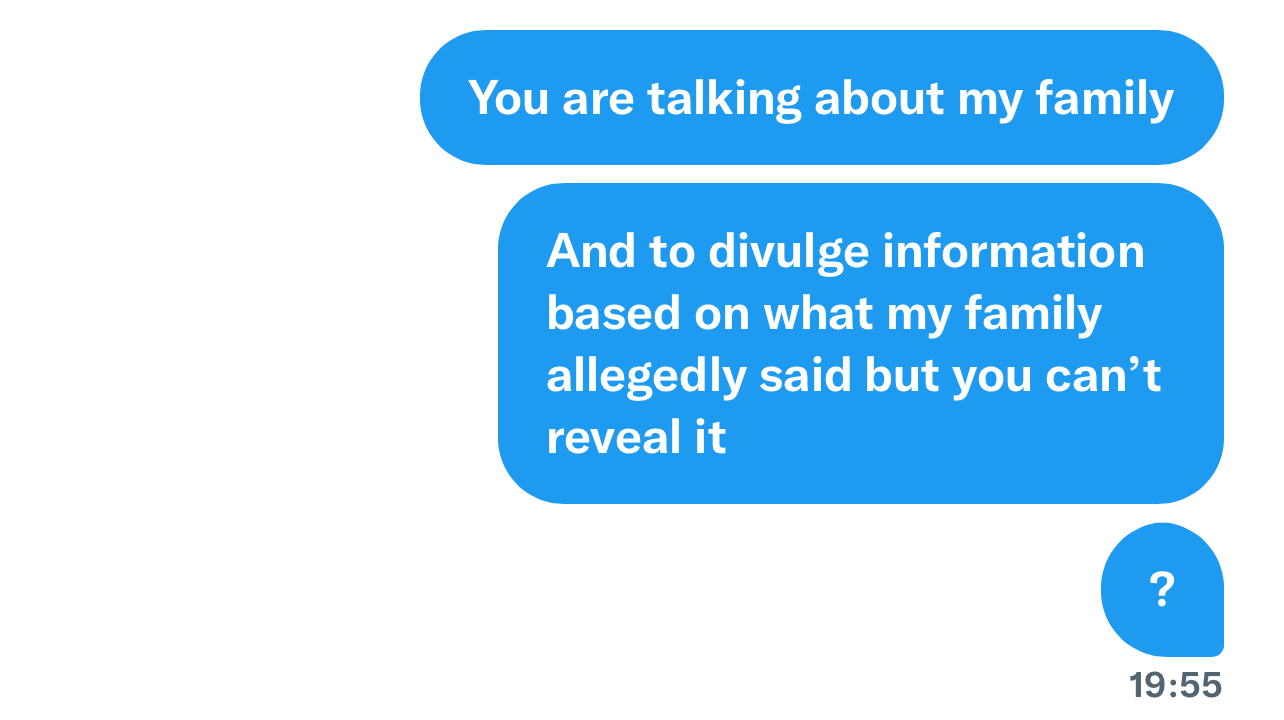 You are talking about my family
And to divulge information
based on what my family
allegedly said but you can’t
reveal it
?
19:55